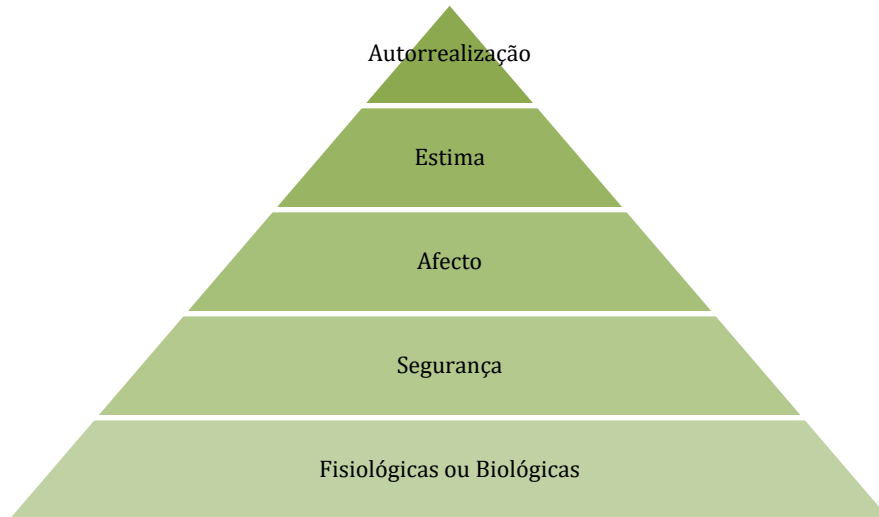 Autorrealização
Estima
Afecto
Segurança
Fisiológicas ou Biológicas